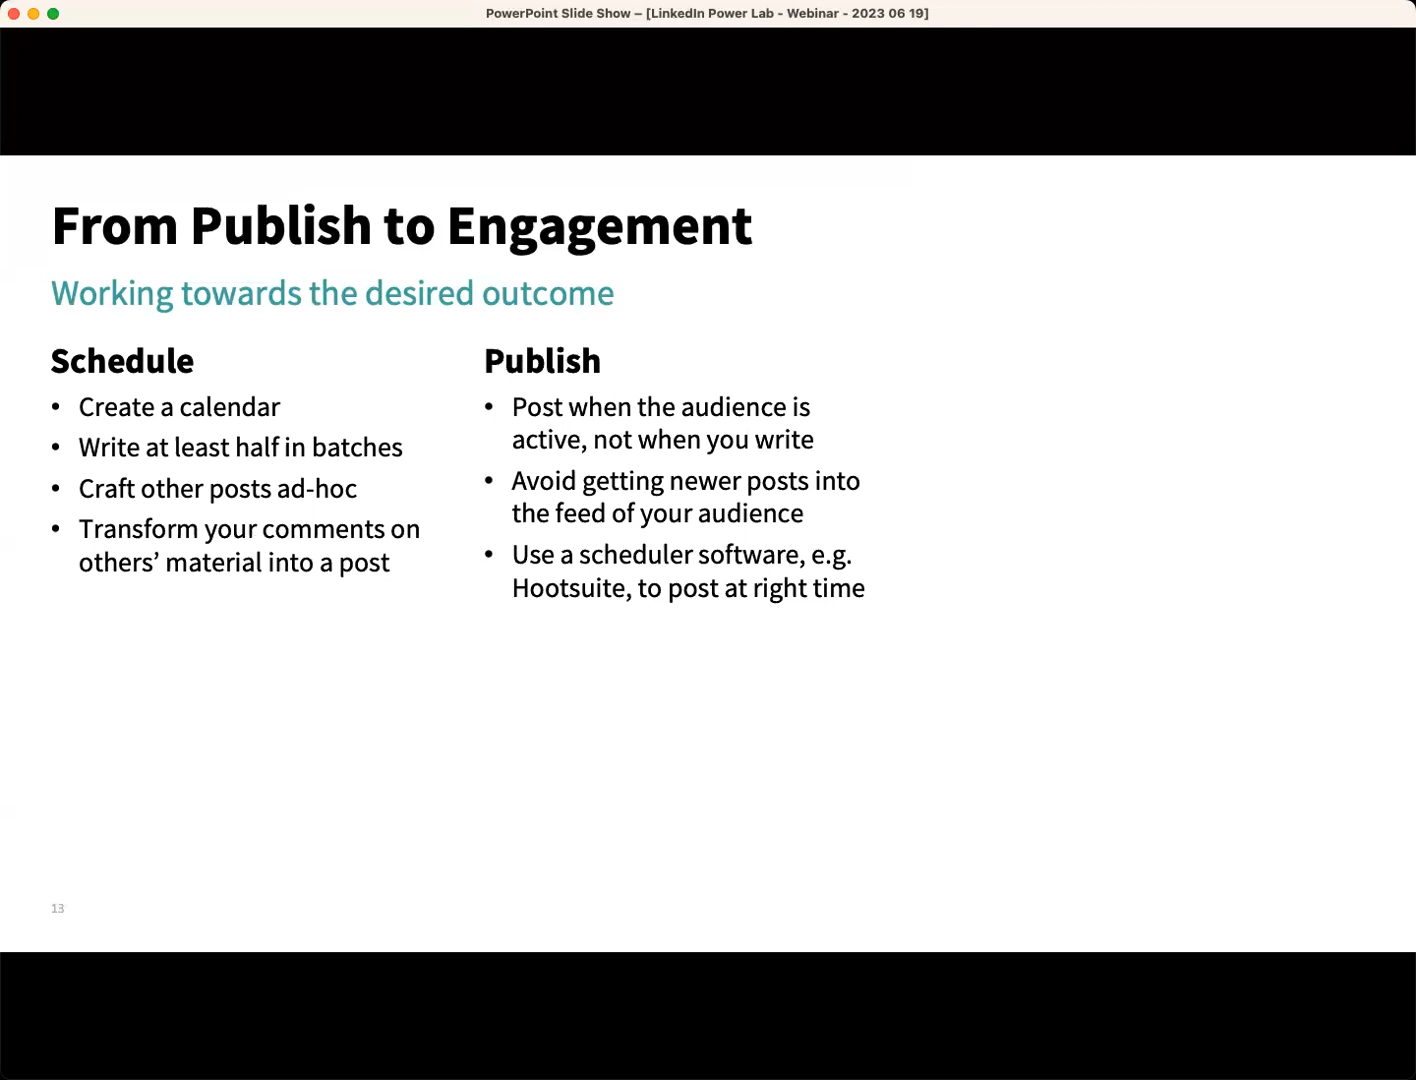 PowerPoint Slide Show – [LinkedIn Power Lab - Webinar - 2023 06 19]
From Publish to Engagement
Working towards the desired outcome
Schedule
• Create a calendar
• Write at least half in batches
• Craft other posts ad-hoc
• Transform your comments on
others’ material into a post
Publish
• Post when the audience is
active, not when you write
• Avoid getting newer posts into
the feed of your audience
• Use a scheduler software, e.g.
Hootsuite, to post at right time
13